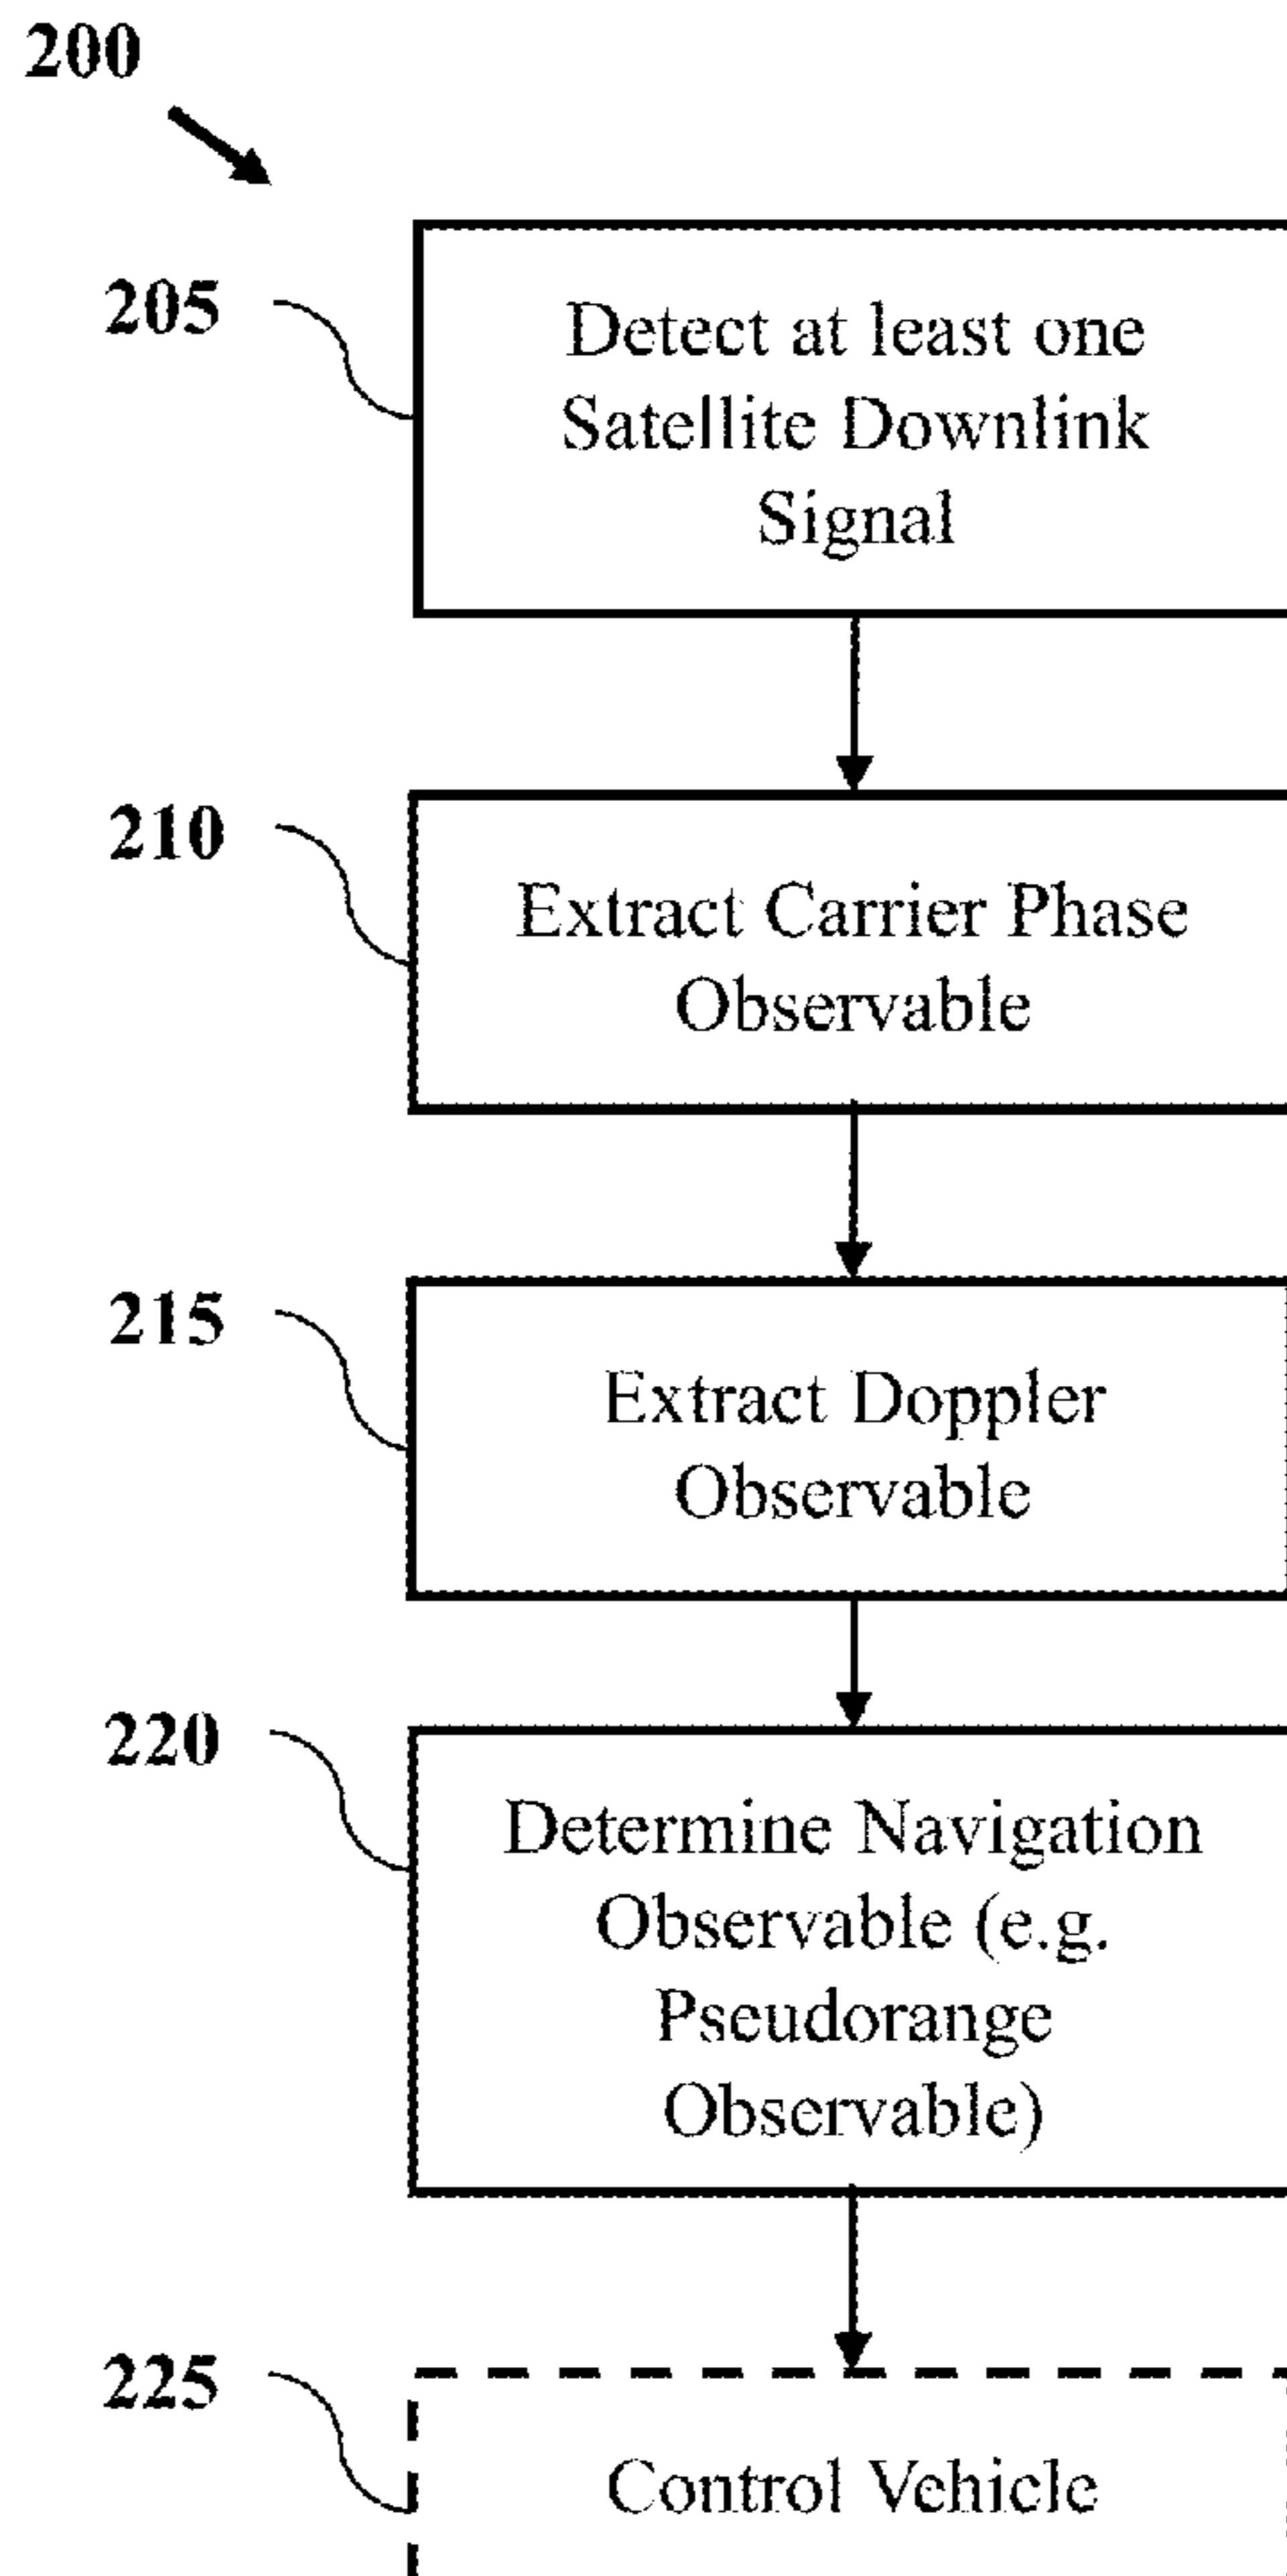 200
205
Detect at least one
Satellite Downlink
Signal
210
Extract Carrier Phase
Observable
215
Extract Doppler
Observable
220
Determine Navigation
Observable (e.g.
Pseudorange
Observable)
225
Control Vehicle